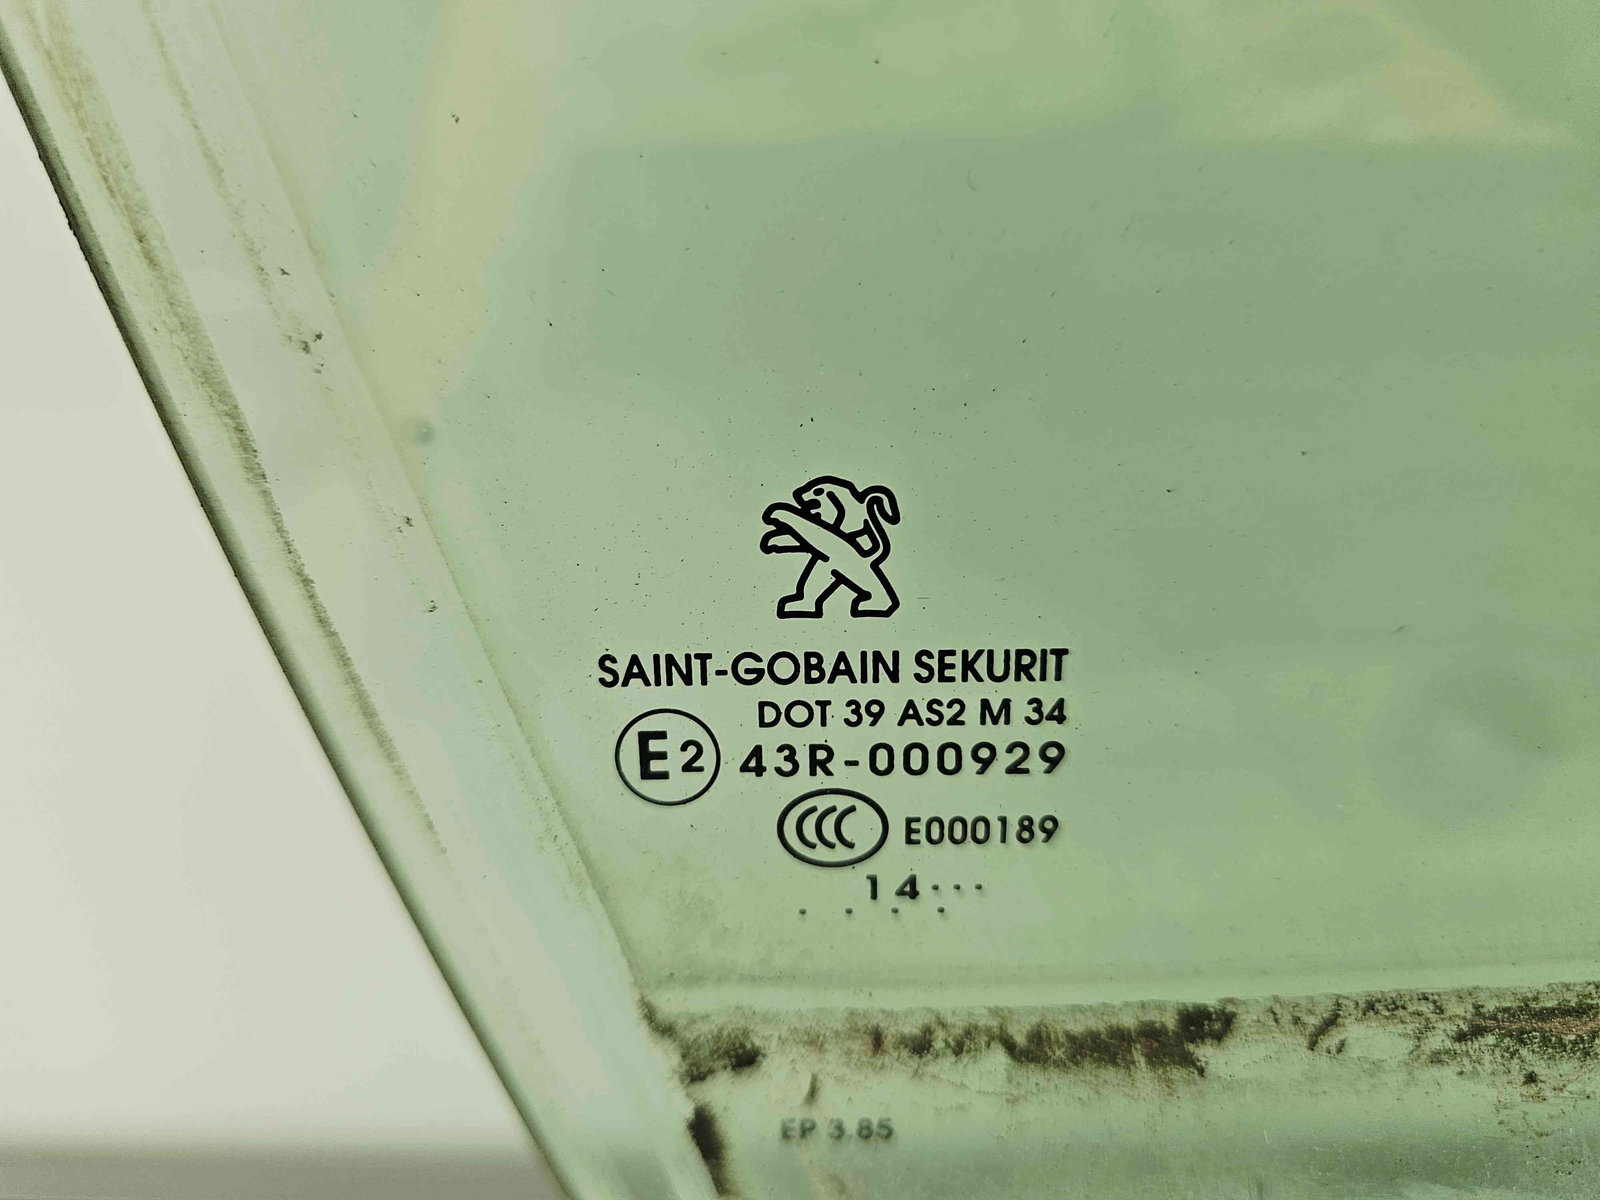 SAINT-GOBAIN SEKURIT
DOT 39 AS2 M 34
E2 43R-000929
CCC E000189
14···
. . . .
EP 3.85